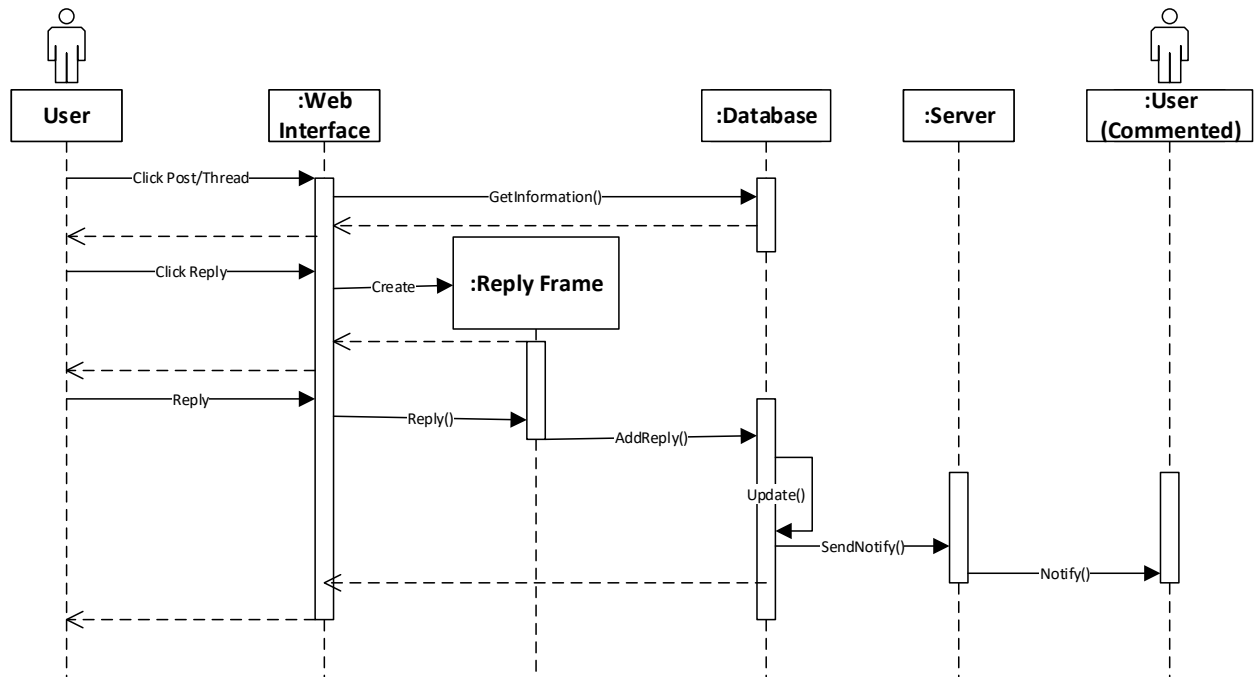 User
:Web
Interface
:Database
:Server
:User
(Commented)
Click Post/Thread
GetInformation()
Click Reply
Create
:Reply Frame
Reply
Reply()
AddReply()
Update()
SendNotify()
Notify()